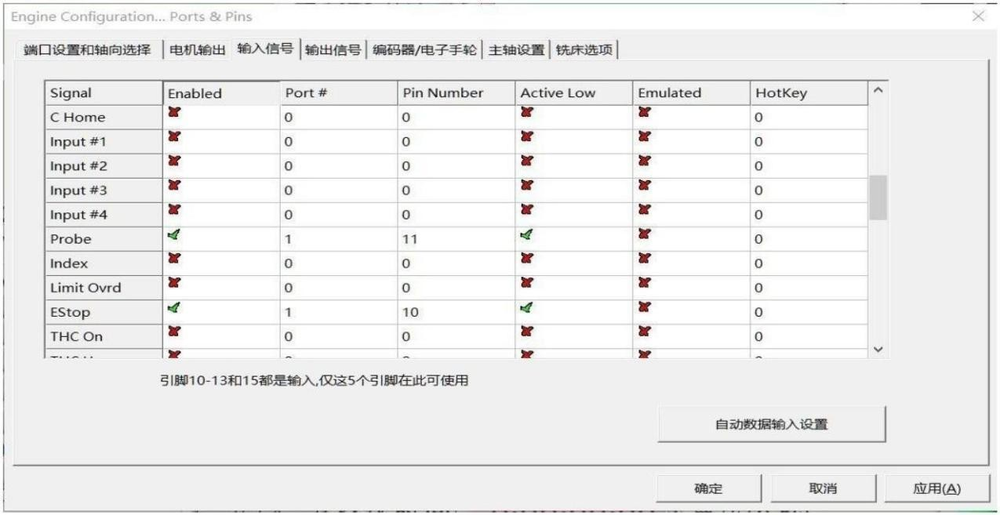 Engine Configuration... Ports & Pins
端口设置和轴向选择 电机输出 输入信号 输出信号 编码器/电子手轮 主轴设置 铣床选项
Signal Enabled Port # Pin Number Active Low Emulated HotKey
C Home 0 0 0
Input #1 0 0 0
Input #2 0 0 0
Input #3 0 0 0
Input #4 0 0 0
Probe 1 11 0
Index 0 0 0
Limit Ovrd 0 0 0
EStop 1 10 0
THC On 0 0 0
引脚10-13和15都是输入,仅这5个引脚在此可使用
自动数据输入设置
确定 取消 应用(A)